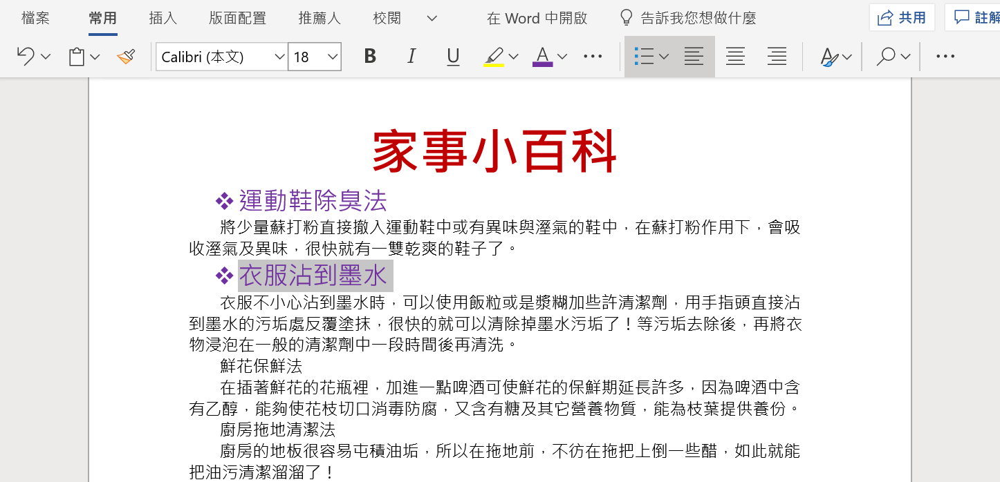 檔案 常用 插入 版面配置 推薦人 校閱 在 Word 中開啟 告訴我您想做什麼 共用 註解
Calibri (本文) 18 B I U A
家事小百科
❖ 運動鞋除臭法
將少量蘇打粉直接撤入運動鞋中或有異味與溼氣的鞋中，在蘇打粉作用下，會吸
收溼氣及異味，很快就有一雙乾爽的鞋子了。
❖ 衣服沾到墨水
衣服不小心沾到墨水時，可以使用飯粒或是漿糊加些許清潔劑，用手指頭直接沾
到墨水的污垢處反覆塗抹，很快的就可以清除掉墨水污垢了！等污垢去除後，再將衣
物浸泡在一般的清潔劑中一段時間後再清洗。
鮮花保鮮法
在插著鮮花的花瓶裡，加進一點啤酒可使鮮花的保鮮期延長許多，因為啤酒中含
有乙醇，能夠使花枝切口消毒防腐，又含有糖及其它營養物質，能為枝葉提供養份。
廚房拖地清潔法
廚房的地板很容易屯積油垢，所以在拖地前，不彷在拖把上倒一些醋，如此就能
把油污清潔溜溜了！